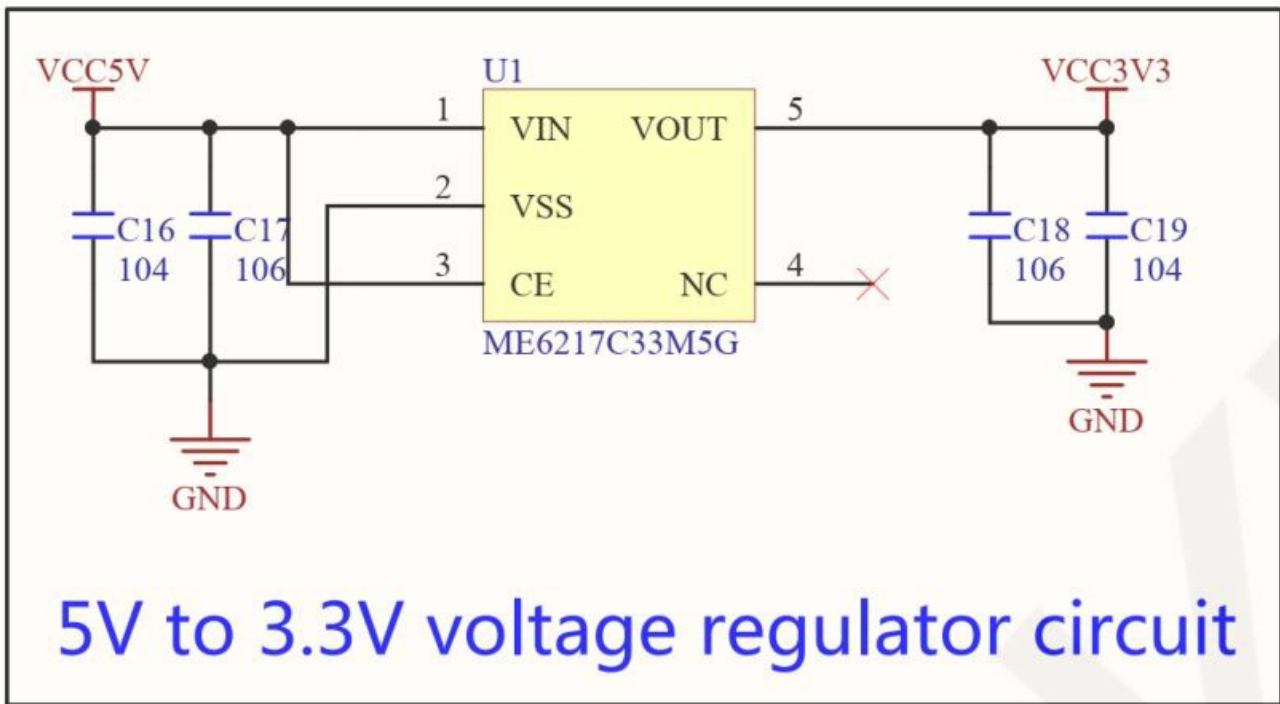 VCC5V
U1
VCC3V3
1
VIN
VOUT
5
2
VSS
C16
104
C17
106
3
CE
NC
4
C18
106
C19
104
ME6217C33M5G
GND
GND
5V to 3.3V voltage regulator circuit